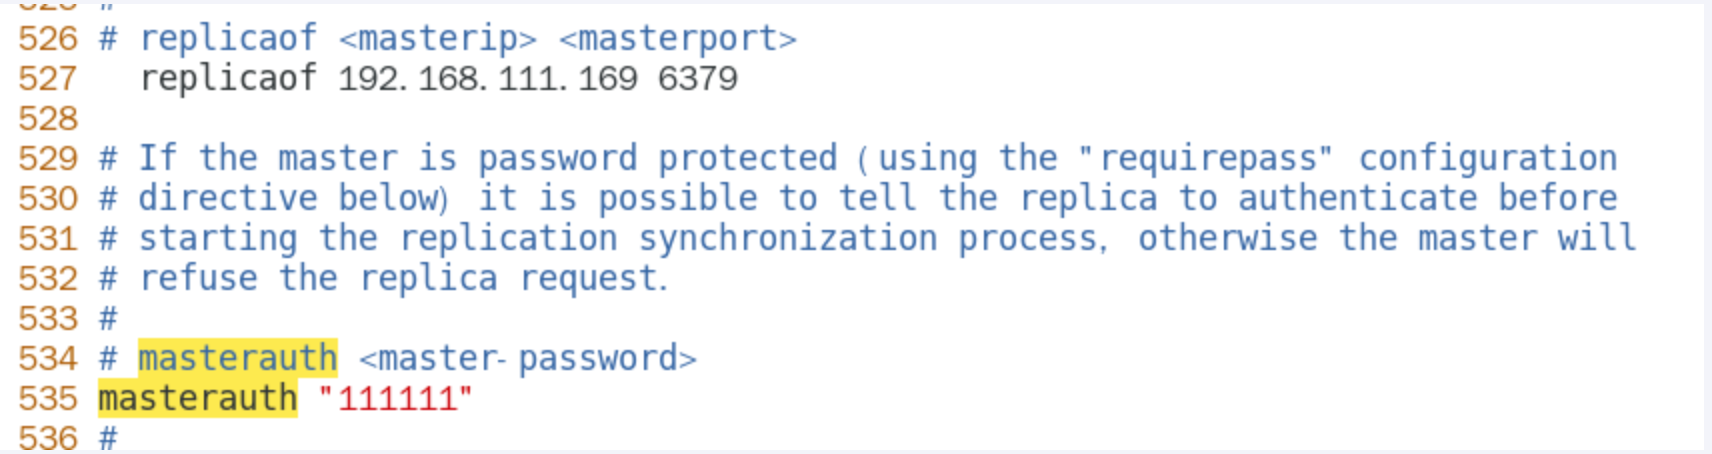 526 # replicaof <masterip> <masterport>
527   replicaof 192.168.111.169 6379
528
529 # If the master is password protected (using the "requirepass" configuration
530 # directive below) it is possible to tell the replica to authenticate before
531 # starting the replication synchronization process, otherwise the master will
532 # refuse the replica request.
533 #
534 # masterauth <master-password>
535 masterauth "111111"
536 #